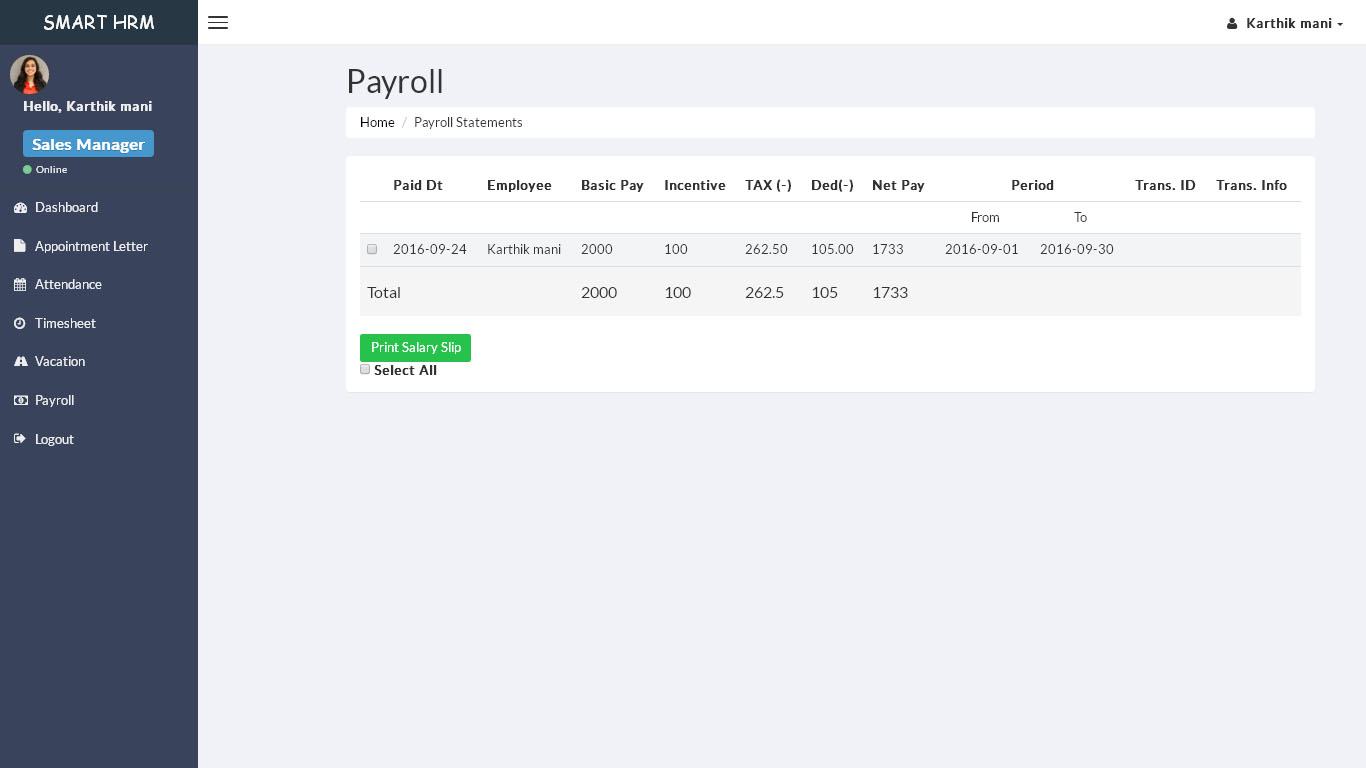 SMART HRM
Karthik mani
Hello, Karthik mani
Sales Manager
Online
Dashboard
Appointment Letter
Attendance
Timesheet
Vacation
Payroll
Logout
Payroll
Home / Payroll Statements
Paid Dt Employee Basic Pay Incentive TAX (-) Ded(-) Net Pay Period Trans. ID Trans. Info
From To
2016-09-24 Karthik mani 2000 100 262.50 105.00 1733 2016-09-01 2016-09-30
Total 2000 100 262.5 105 1733
Print Salary Slip
Select All